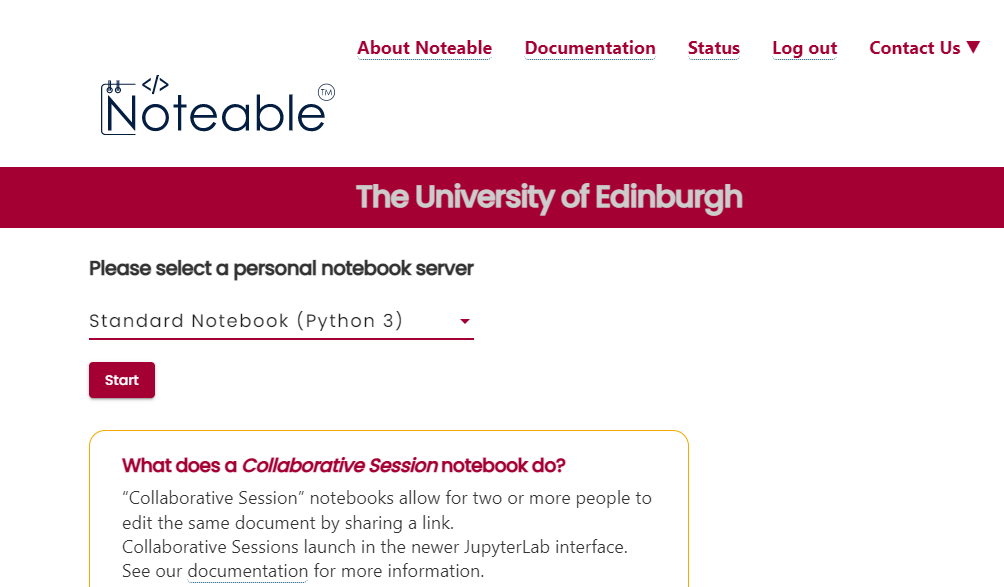 About Noteable Documentation Status Log out Contact Us ▼
</> Noteable TM
The University of Edinburgh
Please select a personal notebook server
Standard Notebook (Python 3)
Start
What does a Collaborative Session notebook do?
“Collaborative Session” notebooks allow for two or more people to
edit the same document by sharing a link.
Collaborative Sessions launch in the newer JupyterLab interface.
See our documentation for more information.